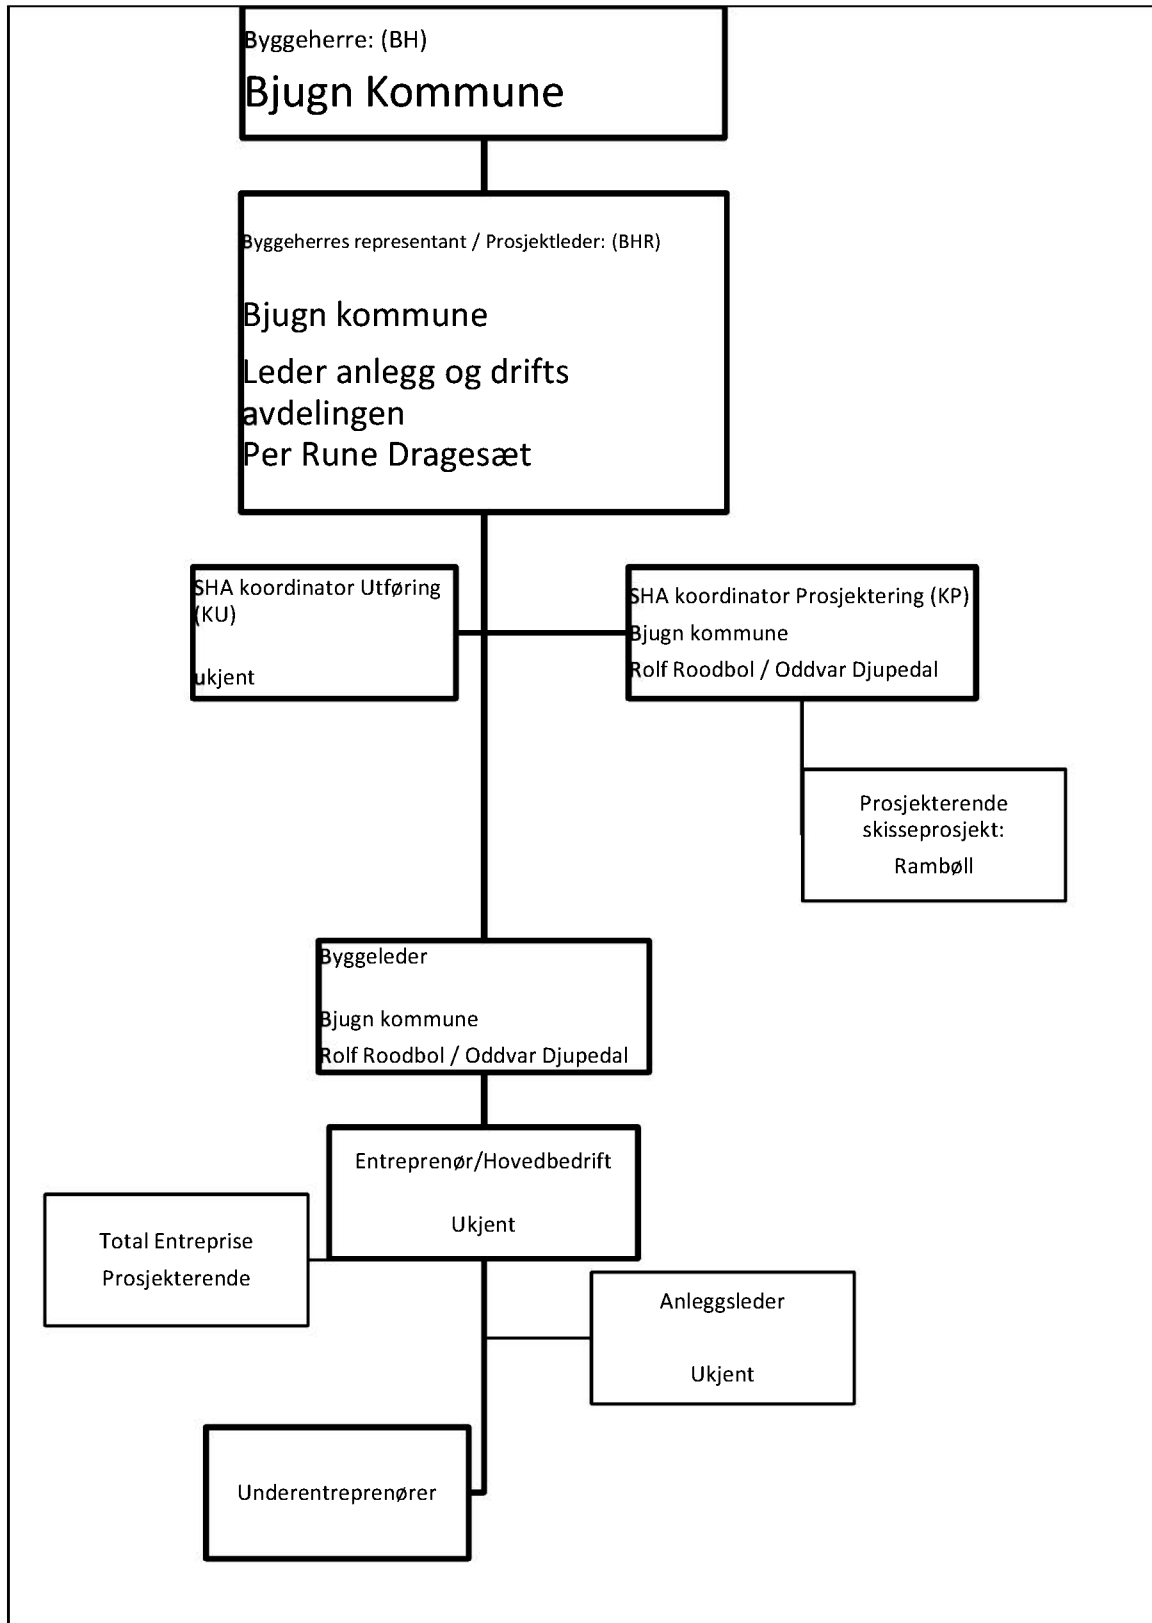 Byggeherre: (BH)
Bjugn Kommune
Byggeherres representant / Prosjektleder: (BHR)
Bjugn kommune
Leder anlegg og drifts
avdelingen
Per Rune Dragesæt
SHA koordinator Utføring
(KU)
ukjent
SHA koordinator Prosjektering (KP)
Bjugn kommune
Rolf Roodbol / Oddvar Djupedal
Prosjekterende
skisseprosjekt:
Rambøll
Byggeleder
Bjugn kommune
Rolf Roodbol / Oddvar Djupedal
Entreprenør/Hovedbedrift
Ukjent
Total Entreprise
Prosjekterende
Anleggsleder
Ukjent
Underentreprenører